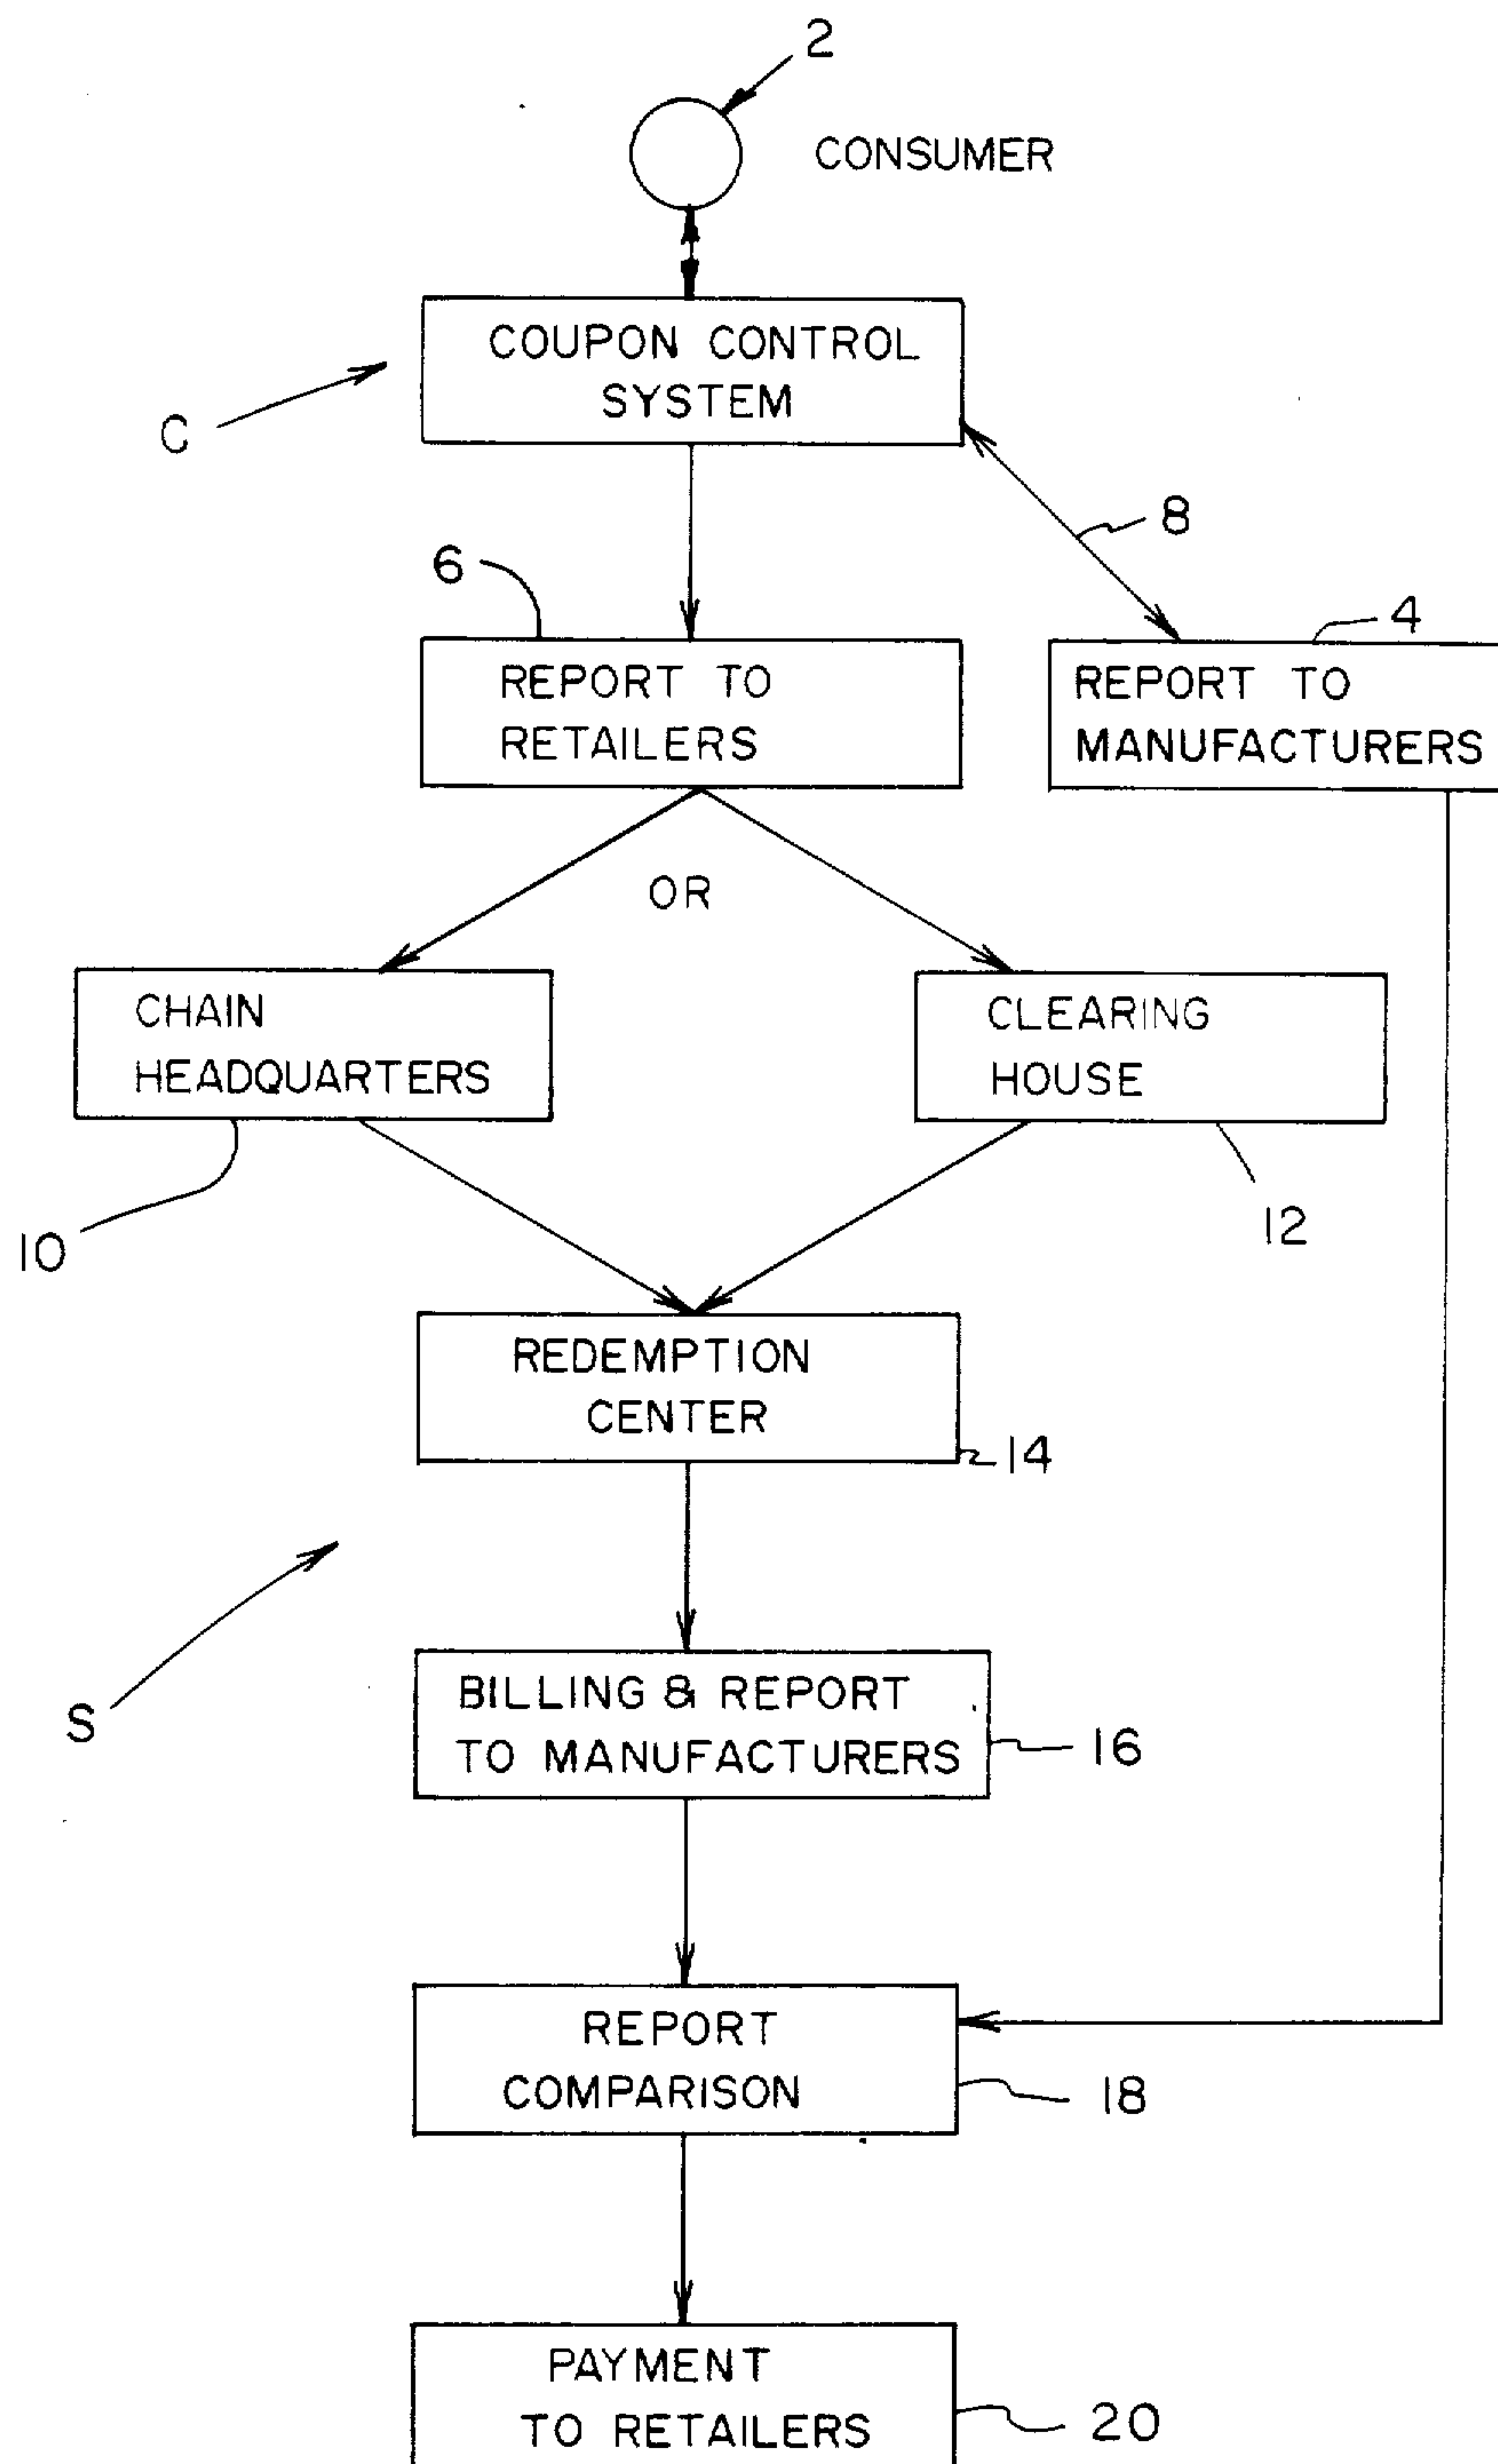 2
CONSUMER
COUPON CONTROL
SYSTEM
C
8
6
4
REPORT TO
RETAILERS
REPORT TO
MANUFACTURERS
OR
CHAIN
HEADQUARTERS
CLEARING
HOUSE
10
12
REDEMPTION
CENTER
14
S
BILLING & REPORT
TO MANUFACTURERS
16
REPORT
COMPARISON
18
PAYMENT
TO RETAILERS
20